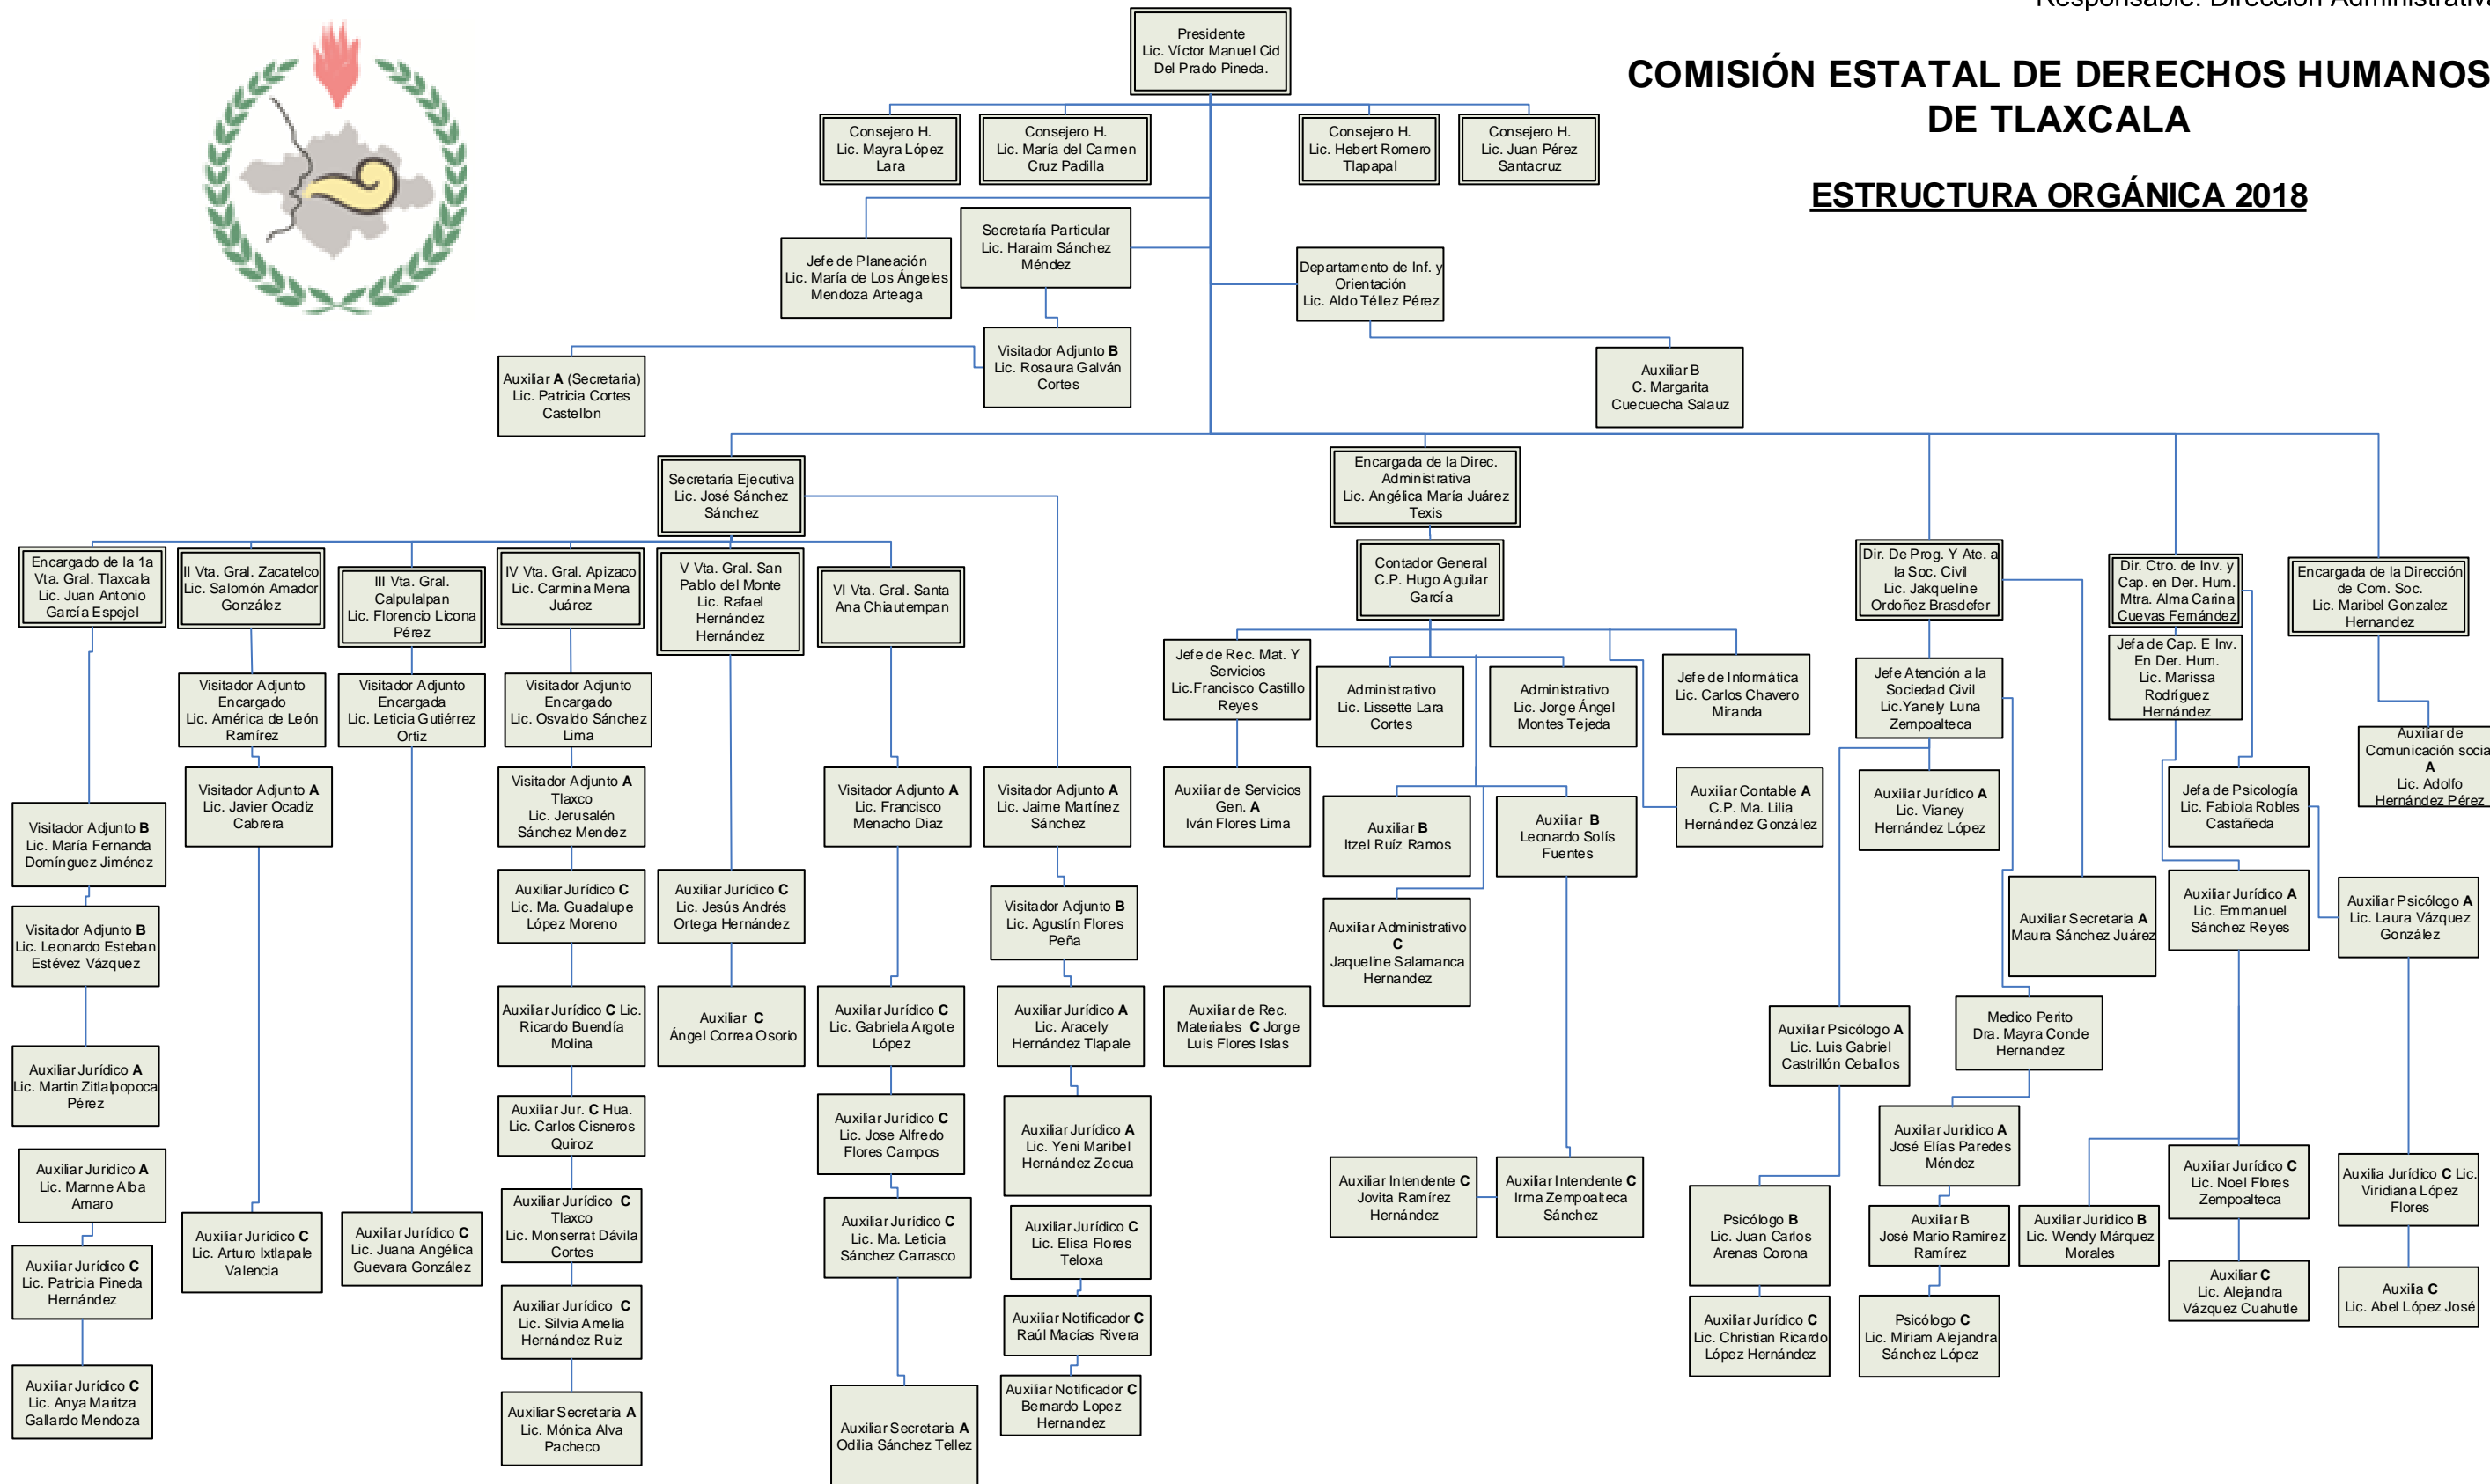 Responsable: Dirección Administrativa
COMISIÓN ESTATAL DE DERECHOS HUMANOS
DE TLAXCALA
ESTRUCTURA ORGÁNICA 2018
Presidente
Lic. Víctor Manuel Cid
Del Prado Pineda.
Consejero H.
Lic. Mayra López
Lara
Consejero H.
Lic. María del Carmen
Cruz Padilla
Consejero H.
Lic. Hebert Romero
Tlapapal
Consejero H.
Lic. Juan Pérez
Santacruz
Jefe de Planeación
Lic. María de Los Ángeles
Mendoza Arteaga
Secretaría Particular
Lic. Haraim Sánchez
Méndez
Departamento de Inf. y
Orientación
Lic. Aldo Téllez Pérez
Auxiliar A (Secretaria)
Lic. Patricia Cortes
Castellon
Visitador Adjunto B
Lic. Rosaura Galván
Cortes
Auxiliar B
C. Margarita
Cuecuecha Salauz
Secretaría Ejecutiva
Lic. José Sánchez
Sánchez
Encargada de la Direc.
Administrativa
Lic. Angélica María Juárez
Texis
Encargado de la 1a
Vta. Gral. Tlaxcala
Lic. Juan Antonio
García Espejel
II Vta. Gral. Zacatelco
Lic. Salomón Amador
González
III Vta. Gral.
Calpulalpan
Lic. Florencio Licona
Pérez
IV Vta. Gral. Apizaco
Lic. Carmina Mena
Juárez
V Vta. Gral. San
Pablo del Monte
Lic. Rafael
Hernández
Hernández
VI Vta. Gral. Santa
Ana Chiautempan
Contador General
C.P. Hugo Aguilar
García
Dir. De Prog. Y Ate. a
la Soc. Civil
Lic. Jakqueline
Ordoñez Brasdefer
Dir. Ctro. de Inv. y
Cap. en Der. Hum.
Mtra. Alma Carina
Cuevas Fernández
Encargada de la Dirección
de Com. Soc.
Lic. Maribel Gonzalez
Hernandez
Visitador Adjunto
Encargado
Lic. América de León
Ramírez
Visitador Adjunto
Encargada
Lic. Leticia Gutiérrez
Ortiz
Visitador Adjunto
Encargado
Lic. Osvaldo Sánchez
Lima
Jefe de Rec. Mat. Y
Servicios
Lic.Francisco Castillo
Reyes
Administrativo
Lic. Lissette Lara
Cortes
Administrativo
Lic. Jorge Ángel
Montes Tejeda
Jefe de Informática
Lic. Carlos Chavero
Miranda
Jefe Atención a la
Sociedad Civil
Lic.Yanely Luna
Zempoalteca
Jefa de Cap. E Inv.
En Der. Hum.
Lic. Marissa
Rodríguez
Hernández
Auxiliar de
Comunicación social
A
Lic. Adolfo
Hernández Pérez
Visitador Adjunto B
Lic. María Fernanda
Domínguez Jiménez
Visitador Adjunto A
Lic. Javier Ocadiz
Cabrera
Visitador Adjunto A
Tlaxco
Lic. Jerusalén
Sánchez Mendez
Visitador Adjunto A
Lic. Francisco
Menacho Diaz
Visitador Adjunto A
Lic. Jaime Martínez
Sánchez
Auxiliar de Servicios
Gen. A
Iván Flores Lima
Auxiliar B
Itzel Ruíz Ramos
Auxiliar B
Leonardo Solís
Fuentes
Auxiliar Contable A
C.P. Ma. Lilia
Hernández González
Auxiliar Jurídico A
Lic. Vianey
Hernández López
Jefa de Psicología
Lic. Fabiola Robles
Castañeda
Visitador Adjunto B
Lic. Leonardo Esteban
Estévez Vázquez
Auxiliar Jurídico C
Lic. Ma. Guadalupe
López Moreno
Auxiliar Jurídico C
Lic. Jesús Andrés
Ortega Hernández
Visitador Adjunto B
Lic. Agustín Flores
Peña
Auxiliar Administrativo
C
Jaqueline Salamanca
Hernandez
Auxiliar Secretaria A
Maura Sánchez Juárez
Auxiliar Jurídico A
Lic. Emmanuel
Sánchez Reyes
Auxiliar Psicólogo A
Lic. Laura Vázquez
González
Auxiliar Jurídico A
Lic. Martin Zitlalpopoca
Pérez
Auxiliar Jurídico C Lic.
Ricardo Buendía
Molina
Auxiliar C
Ángel Correa Osorio
Auxiliar Jurídico C
Lic. Gabriela Argote
López
Auxiliar Jurídico A
Lic. Aracely
Hernández Tlapale
Auxiliar de Rec.
Materiales C Jorge
Luis Flores Islas
Auxiliar Psicólogo A
Lic. Luis Gabriel
Castrillón Ceballos
Medico Perito
Dra. Mayra Conde
Hernandez
Auxiliar Juridico A
Lic. Marnne Alba
Amaro
Auxiliar Jur. C Hua.
Lic. Carlos Cisneros
Quiroz
Auxiliar Jurídico C
Lic. Jose Alfredo
Flores Campos
Auxiliar Jurídico A
Lic. Yeni Maribel
Hernández Zecua
Auxiliar Intendente C
Jovita Ramírez
Hernández
Auxiliar Intendente C
Irma Zempoalteca
Sánchez
Auxiliar Juridico A
José Elías Paredes
Méndez
Auxiliar Jurídico C
Lic. Noel Flores
Zempoalteca
Auxilia Jurídico C Lic.
Viridiana López
Flores
Auxiliar Jurídico C
Lic. Patricia Pineda
Hernández
Auxiliar Jurídico C
Lic. Arturo Ixtlapale
Valencia
Auxiliar Jurídico C
Lic. Juana Angélica
Guevara González
Auxiliar Jurídico C
Tlaxco
Lic. Monserrat Dávila
Cortes
Auxiliar Jurídico C
Lic. Ma. Leticia
Sánchez Carrasco
Auxiliar Jurídico C
Lic. Elisa Flores
Teloxa
Psicólogo B
Lic. Juan Carlos
Arenas Corona
Auxiliar B
José Mario Ramírez
Ramírez
Auxiliar Juridico B
Lic. Wendy Márquez
Morales
Auxiliar C
Lic. Alejandra
Vázquez Cuahutle
Auxilia C
Lic. Abel López José
Auxiliar Jurídico C
Lic. Anya Maritza
Gallardo Mendoza
Auxiliar Jurídico C
Lic. Silvia Amelia
Hernández Ruiz
Auxiliar Notificador C
Raúl Macías Rivera
Auxiliar Jurídico C
Lic. Christian Ricardo
López Hernández
Psicólogo C
Lic. Miriam Alejandra
Sánchez López
Auxiliar Secretaria A
Lic. Mónica Alva
Pacheco
Auxiliar Secretaria A
Odilia Sánchez Tellez
Auxiliar Notificador C
Bernardo Lopez
Hernandez